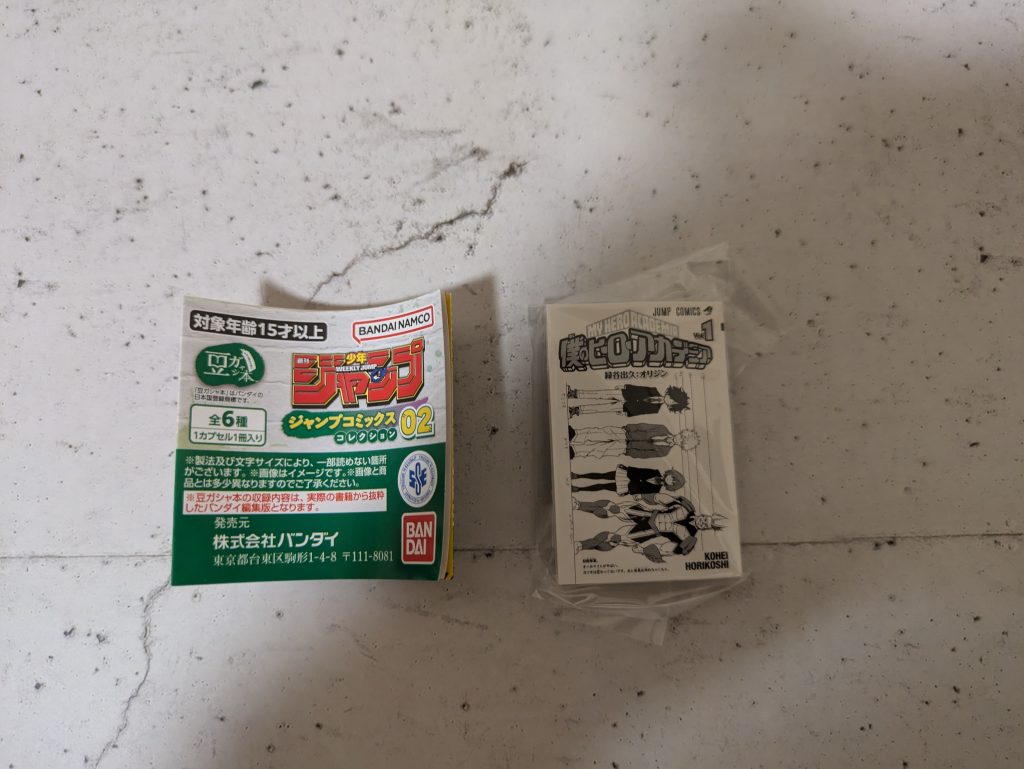 対象年齢15才以上
BANDAI NAMCO
豆ガシャ本
「豆ガシャ本」はバンダイの
日本国登録商標です。
週刊少年
ジャンプ
WEEKLY JUMP
ジャンプコミックス
コレクション 02
全6種
1カプセル1冊入り
※製法及び文字サイズにより、一部読めない箇所
がございます。※画像はイメージです。※画像と商
品とは多少異なりますのでご了承ください。
※豆ガシャ本の収録内容は、実際の書籍から抜粋
したバンダイ編集版となります。
発売元
株式会社バンダイ
東京都台東区駒形1-4-8 〒111-8081
BAN
DAI
JUMP COMICS
MY HERO ACADEMIA
Vol.1
僕のヒーローアカデミア
緑谷出久:オリジン
KOHEI
HORIKOSHI